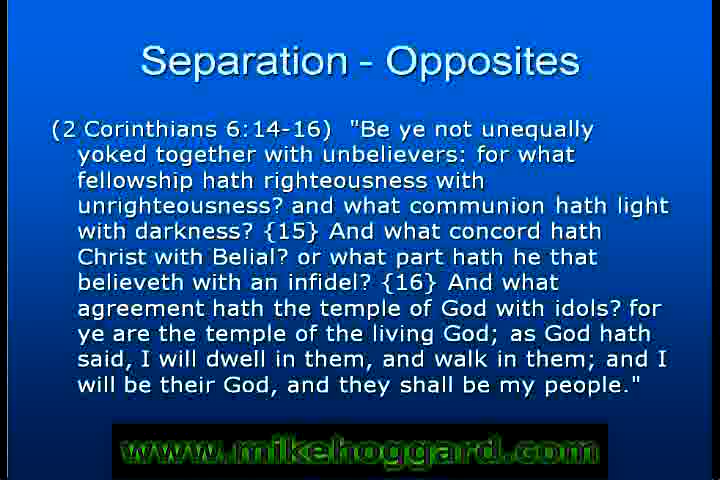 Separation - Opposites
(2 Corinthians 6:14-16)  "Be ye not unequally
yoked together with unbelievers: for what
fellowship hath righteousness with
unrighteousness? and what communion hath light
with darkness? {15} And what concord hath
Christ with Belial? or what part hath he that
believeth with an infidel? {16} And what
agreement hath the temple of God with idols? for
ye are the temple of the living God; as God hath
said, I will dwell in them, and walk in them; and I
will be their God, and they shall be my people."
www.mikehoggard.com